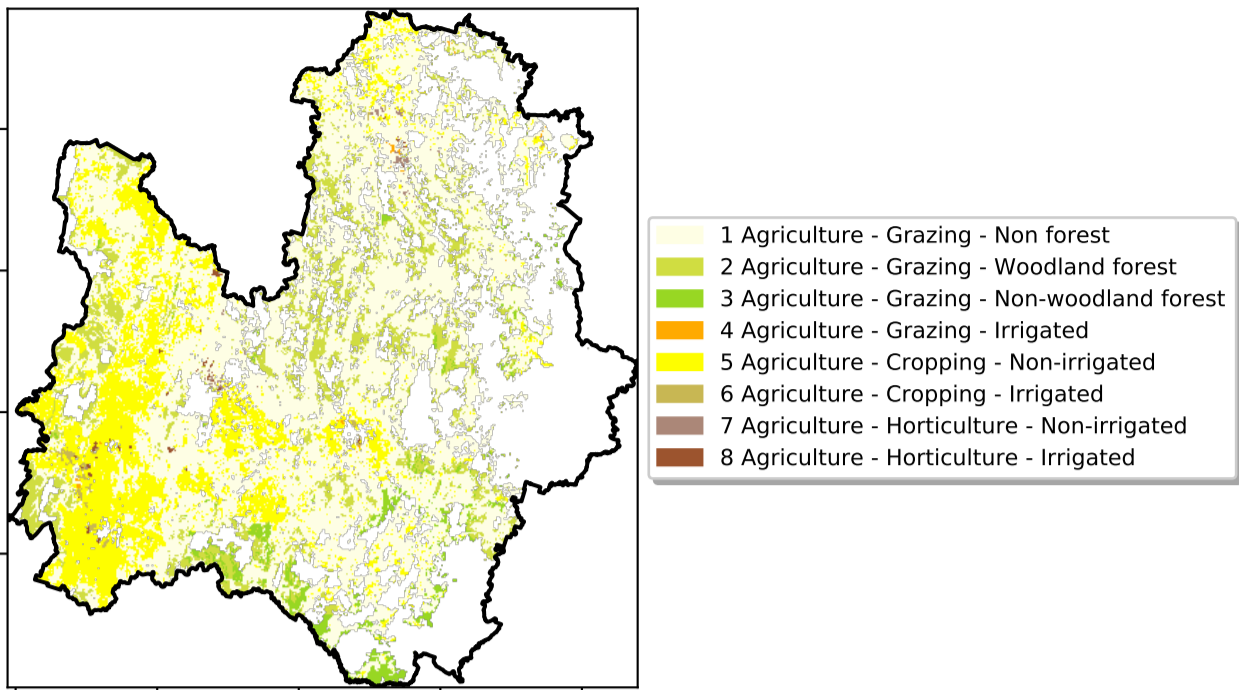 1 Agriculture - Grazing - Non forest
2 Agriculture - Grazing - Woodland forest
3 Agriculture - Grazing - Non-woodland forest
4 Agriculture - Grazing - Irrigated
5 Agriculture - Cropping - Non-irrigated
6 Agriculture - Cropping - Irrigated
7 Agriculture - Horticulture - Non-irrigated
8 Agriculture - Horticulture - Irrigated